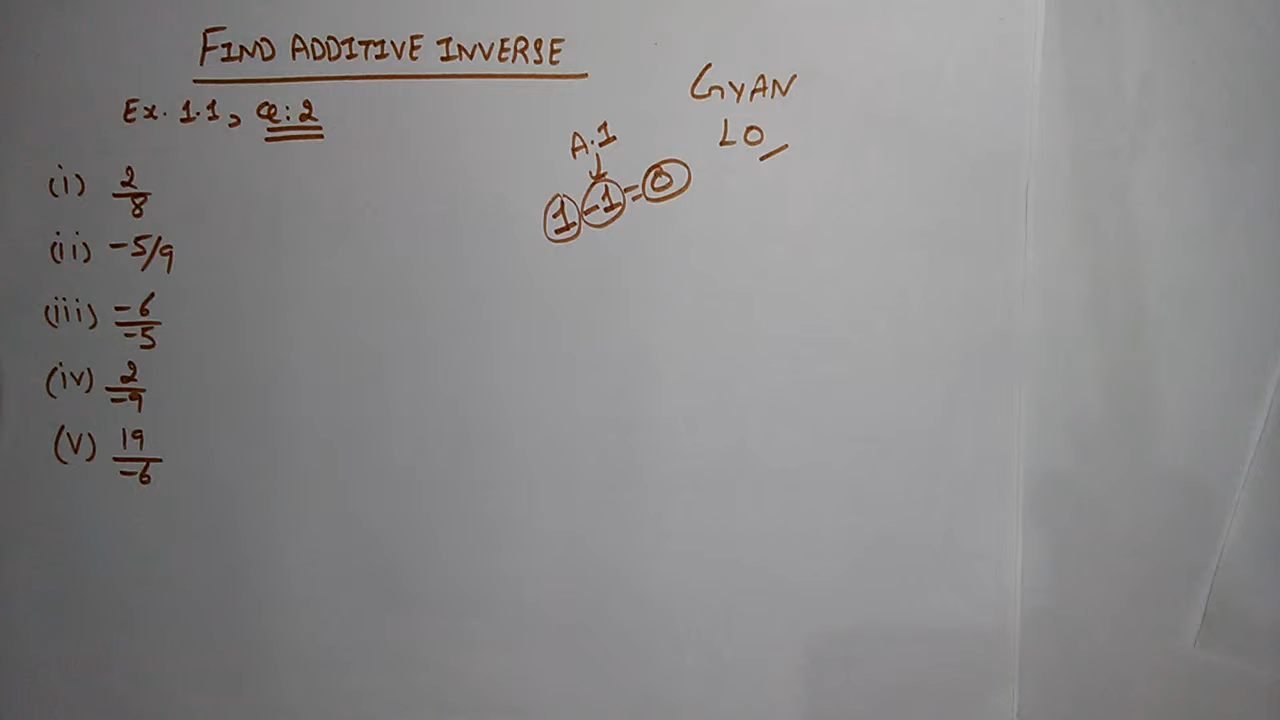 FIND ADDITIVE INVERSE
Ex. 1.1, Q:2
GYAN
LO
A.I
1 -1 = 0
(i) 2/8
(ii) -5/9
(iii) -6/-5
(iv) 2/-9
(V) 19/-6